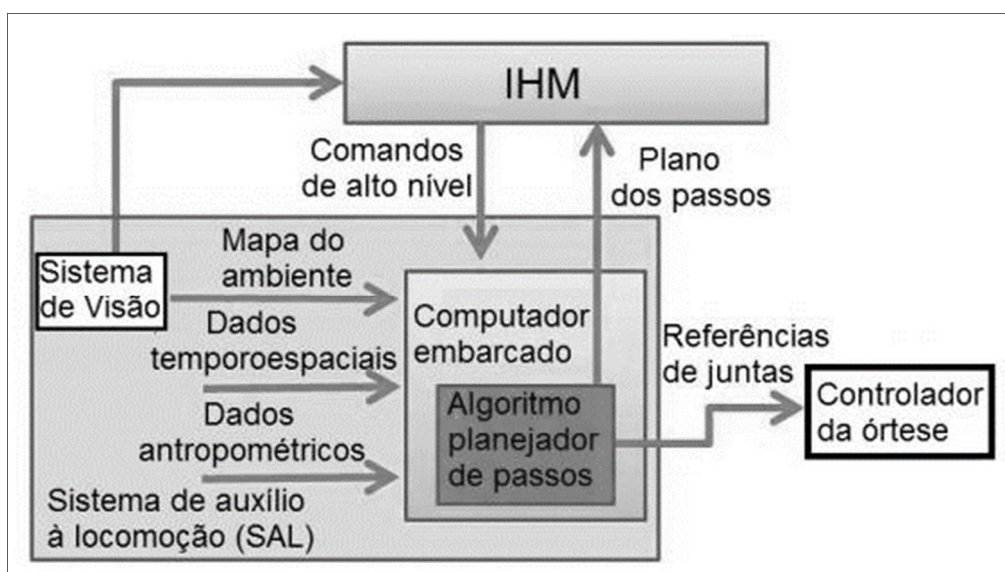 IHM
Comandos
de alto nível
Plano
dos passos
Sistema
de Visão
Mapa do
ambiente
Dados
temporoespaciais
Dados
antropométricos
Sistema de auxílio
à locomoção (SAL)
Computador
embarcado
Algoritmo
planejador
de passos
Referências
de juntas
Controlador
da órtese